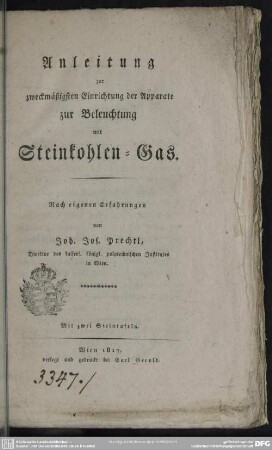 Anleitung
zur
zweckmäßigsten Einrichtung der Apparate
zur Beleuchtung
mit
Steinkohlen-Gas.
Nach eigenen Erfahrungen
von
Joh. Jos. Prechtl,
Direktor des kaiserl. königl. polytechnischen Institutes
in Wien.
Mit zwei Steintafeln.
Wien 1817.
verlegt und gedruckt bei Carl Gerold.
3347./